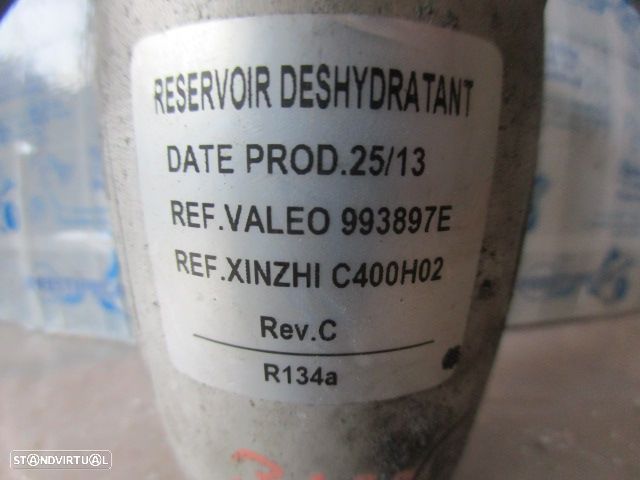 RESERVOIR DESHYDRATANT
DATE PROD.25/13
REF.VALEO 993897E
REF.XINZHI C400H02
Rev.C
R134a
STANDVIRTUAL